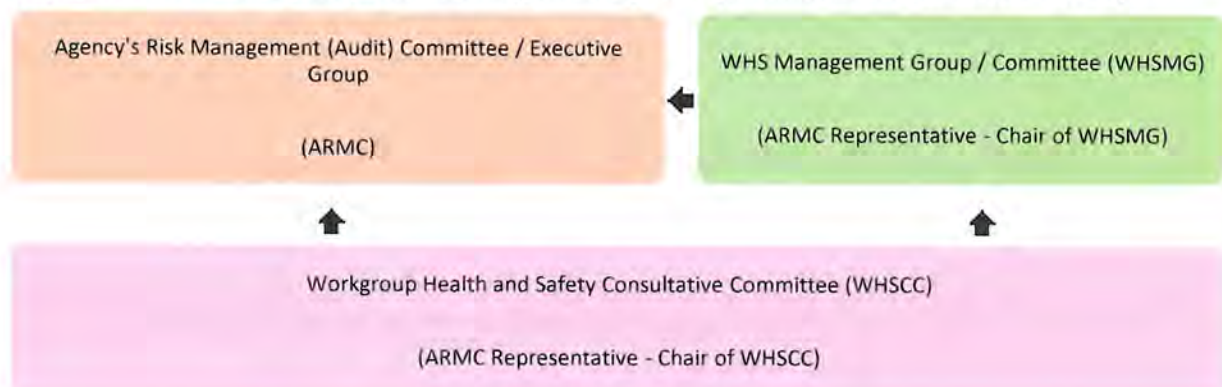 Agency's Risk Management (Audit) Committee / Executive
Group
(ARMC)
WHS Management Group / Committee (WHSMG)
(ARMC Representative - Chair of WHSMG)
Workgroup Health and Safety Consultative Committee (WHSCC)
(ARMC Representative - Chair of WHSCC)